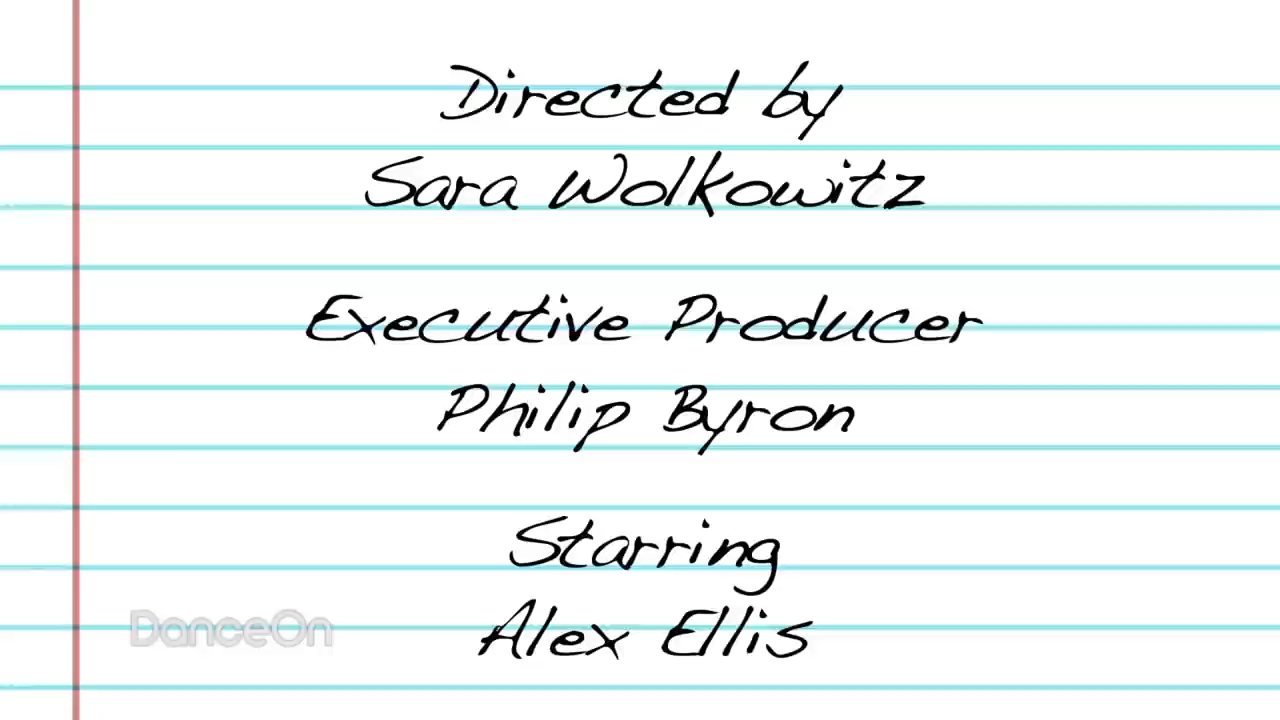 Directed by
Sara Wolkowitz
Executive Producer
Philip Byron
Starring
Alex Ellis
DanceOn